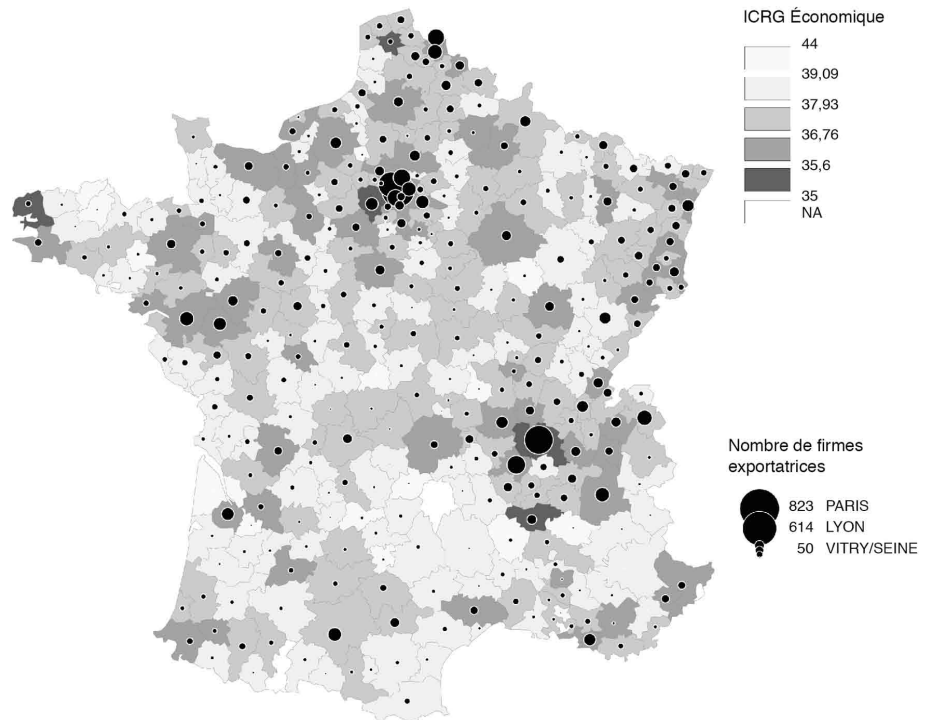 ICRG Économique
44
39,09
37,93
36,76
35,6
35
NA
Nombre de firmes
exportatrices
823 PARIS
614 LYON
50 VITRY/SEINE